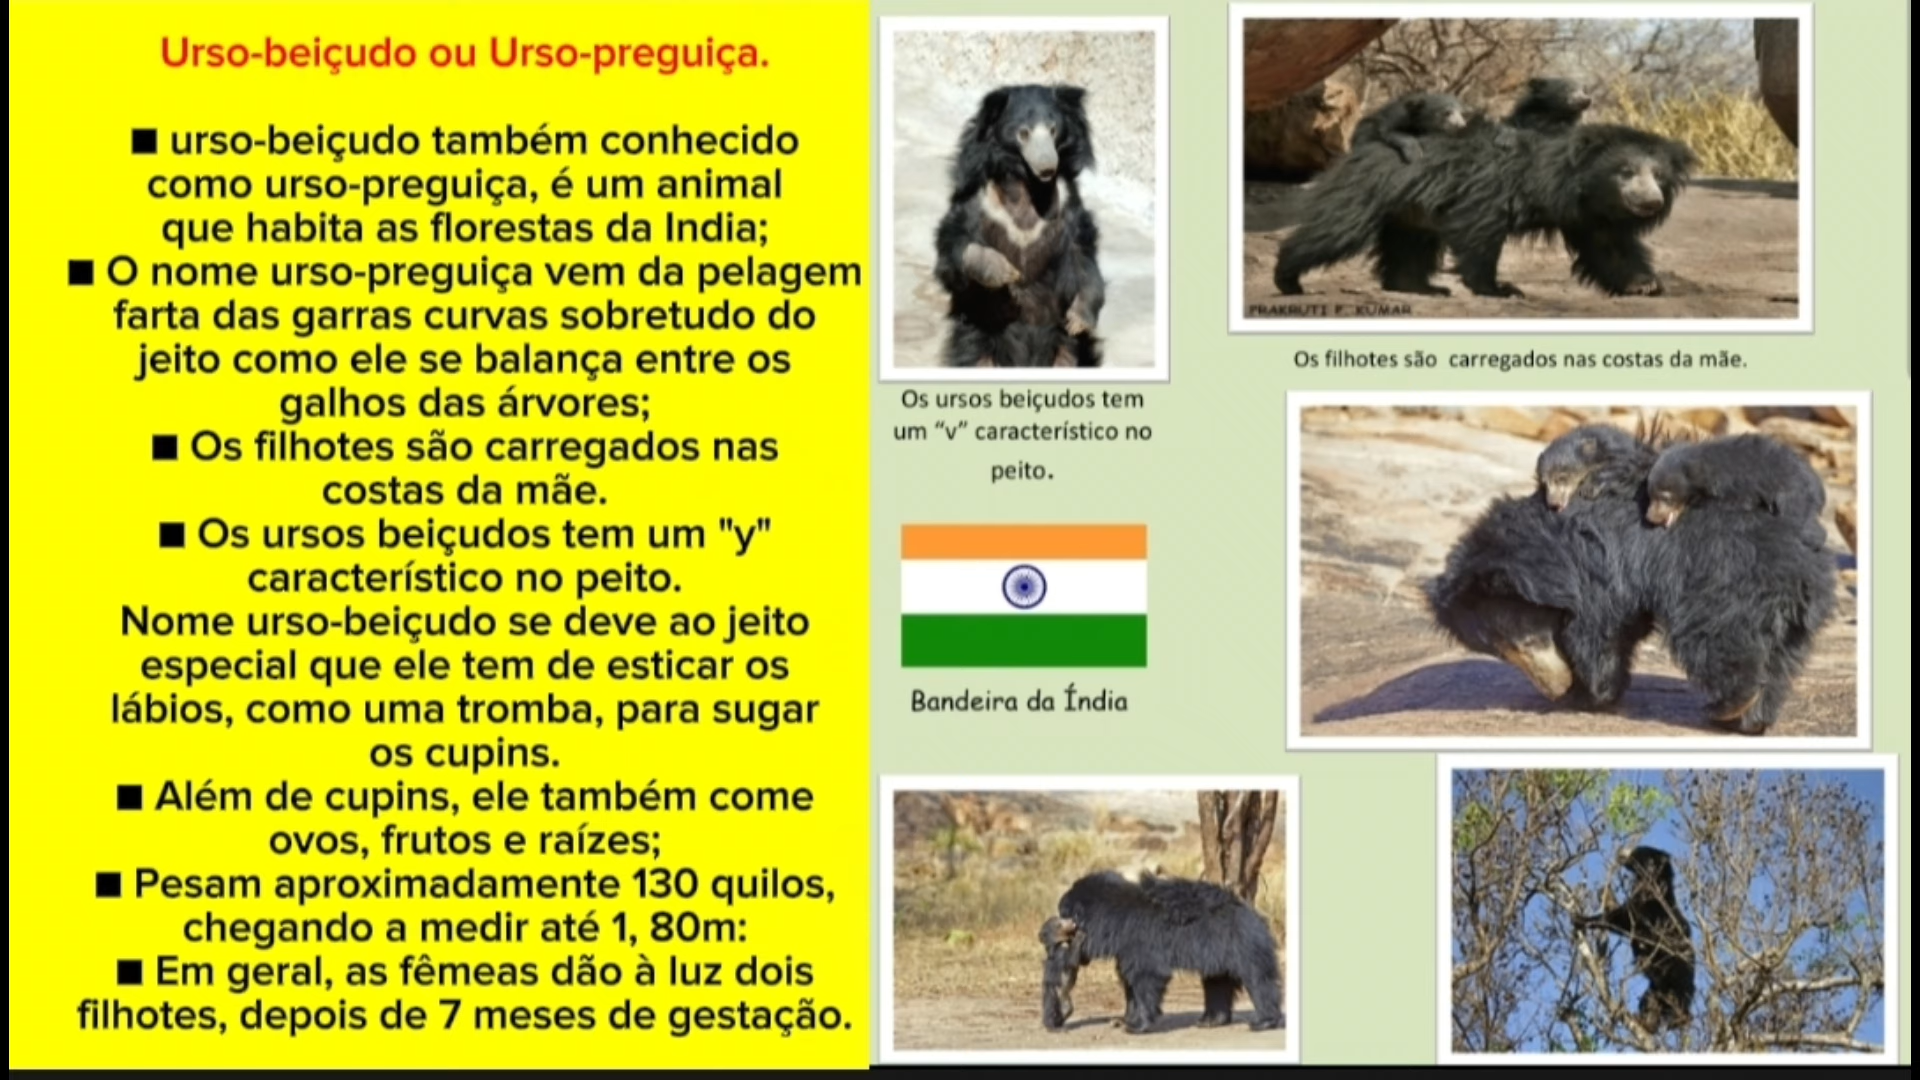 Urso-beiçudo ou Urso-preguiça.
■ urso-beiçudo também conhecido
como urso-preguiça, é um animal
que habita as florestas da India;
■ O nome urso-preguiça vem da pelagem
farta das garras curvas sobretudo do
jeito como ele se balança entre os
galhos das árvores;
■ Os filhotes são carregados nas
costas da mãe.
■ Os ursos beiçudos tem um "y"
característico no peito.
Nome urso-beiçudo se deve ao jeito
especial que ele tem de esticar os
lábios, como uma tromba, para sugar
os cupins.
■ Além de cupins, ele também come
ovos, frutos e raízes;
■ Pesam aproximadamente 130 quilos,
chegando a medir até 1, 80m:
■ Em geral, as fêmeas dão à luz dois
filhotes, depois de 7 meses de gestação.
Os ursos beiçudos tem
um “v” característico no
peito.
Bandeira da Índia
PRAKRUTI P. KUMAR
Os filhotes são carregados nas costas da mãe.